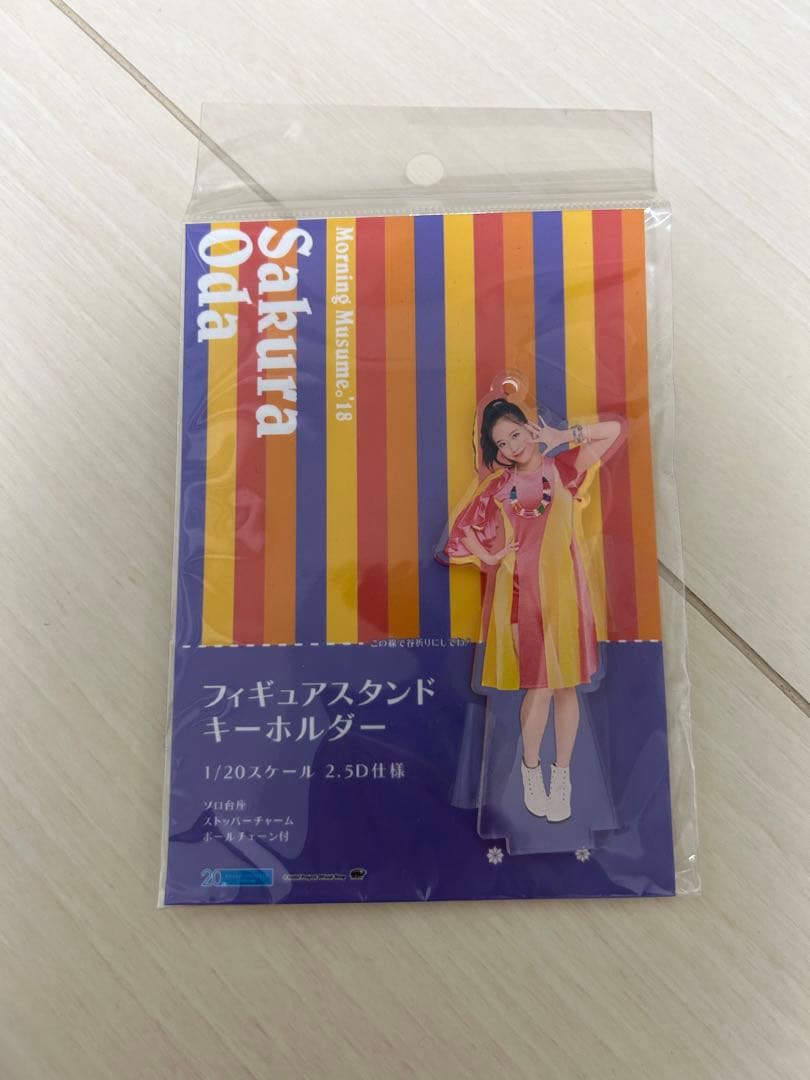 Morning Musume。'18
Sakura
Oda
この線で谷折りにしてね♪
フィギュアスタンド
キーホルダー
1/20スケール 2.5D仕様
ソロ台座
ストッパーチャーム
ボールチェーン付
20